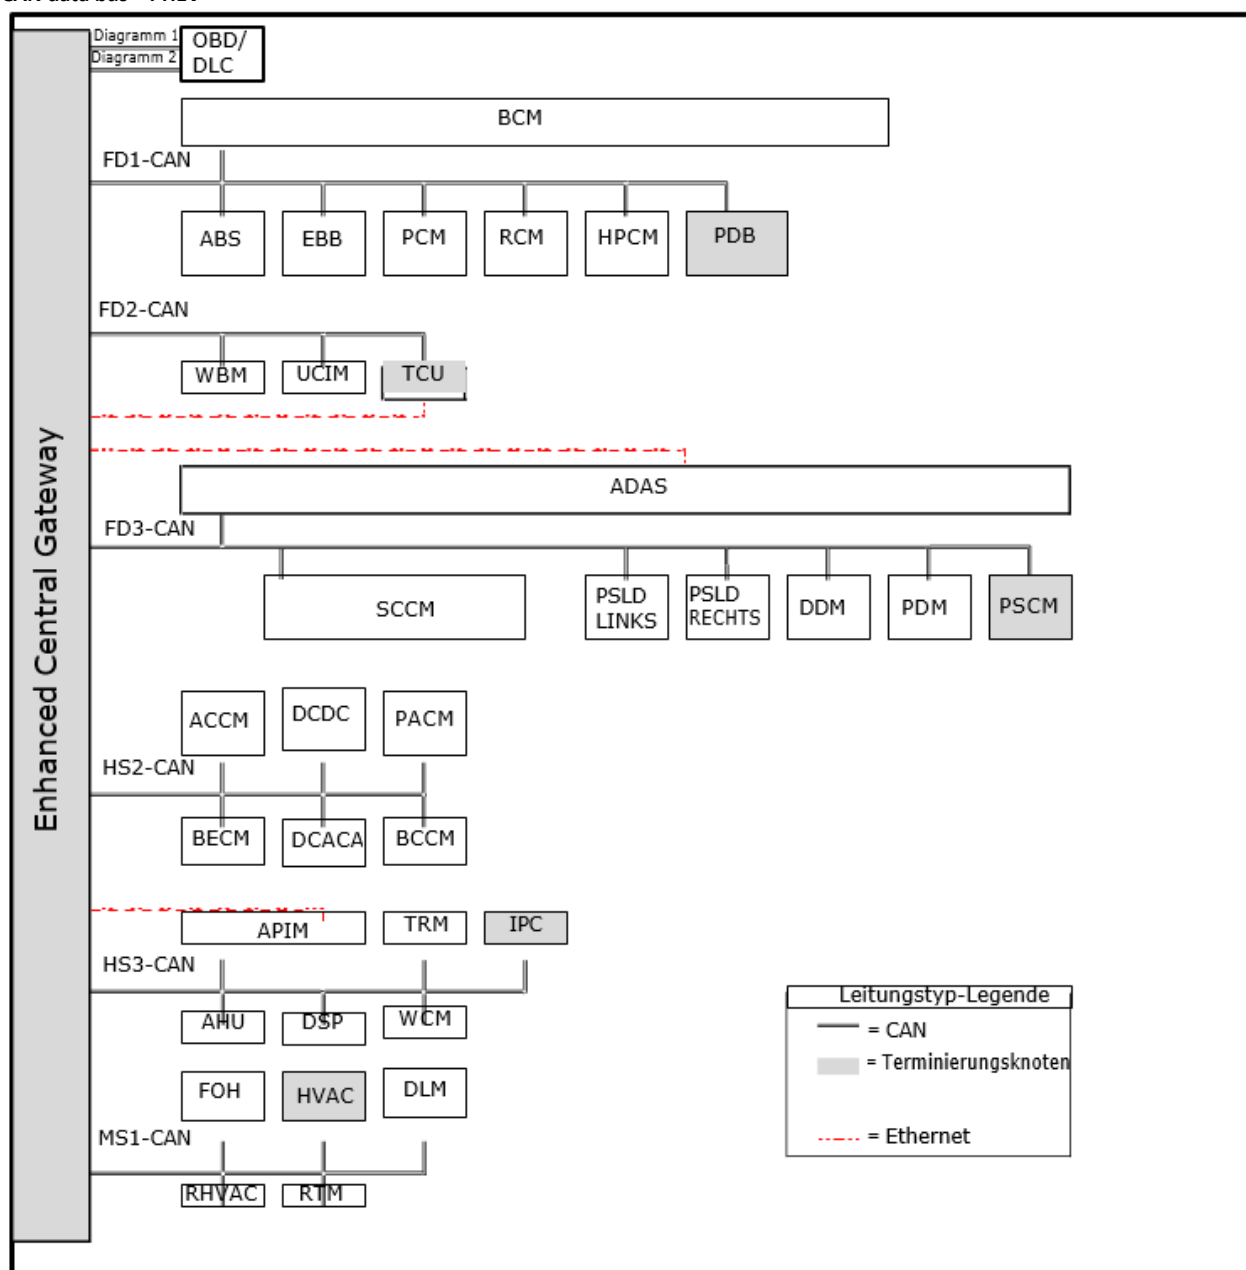 Diagramm 1
Diagramm 2
OBD/
DLC
BCM
FD1-CAN
ABS
EBB
PCM
RCM
HPCM
PDB
FD2-CAN
WBM
UCIM
TCU
Enhanced Central Gateway
ADAS
FD3-CAN
SCCM
PSLD
LINKS
PSLD
RECHTS
DDM
PDM
PSCM
ACCM
DCDC
PACM
HS2-CAN
BECM
DCACA
BCCM
APIM
TRM
IPC
HS3-CAN
AHU
DSP
WCM
Leitungstyp-Legende
= CAN
= Terminierungsknoten
= Ethernet
FOH
HVAC
DLM
MS1-CAN
RHVAC
RTM